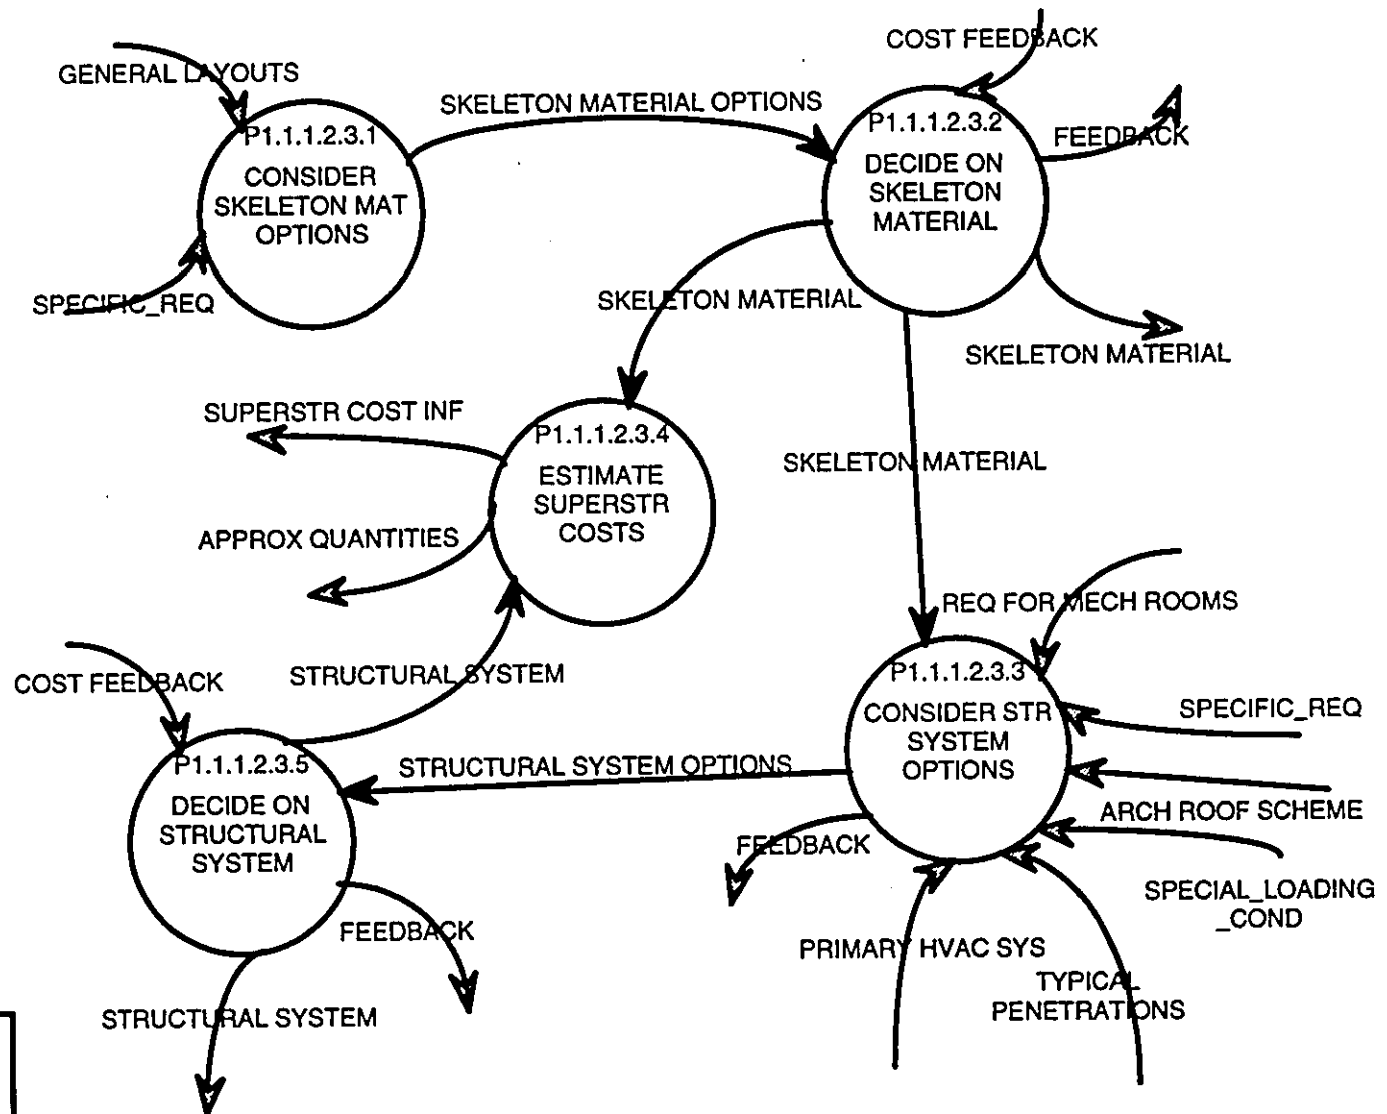 COST FEEDBACK
GENERAL LAYOUTS
SKELETON MATERIAL OPTIONS
P1.1.1.2.3.1
CONSIDER
SKELETON MAT
OPTIONS
P1.1.1.2.3.2
DECIDE ON
SKELETON
MATERIAL
FEEDBACK
SPECIFIC_REQ
SKELETON MATERIAL
SKELETON MATERIAL
SUPERSTR COST INF
P1.1.1.2.3.4
ESTIMATE
SUPERSTR
COSTS
SKELETON MATERIAL
APPROX QUANTITIES
REQ FOR MECH ROOMS
COST FEEDBACK
STRUCTURAL SYSTEM
P1.1.1.2.3.3
CONSIDER STR
SYSTEM
OPTIONS
SPECIFIC_REQ
P1.1.1.2.3.5
DECIDE ON
STRUCTURAL
SYSTEM
STRUCTURAL SYSTEM OPTIONS
ARCH ROOF SCHEME
FEEDBACK
SPECIAL_LOADING
_COND
FEEDBACK
PRIMARY HVAC SYS
TYPICAL
PENETRATIONS
STRUCTURAL SYSTEM